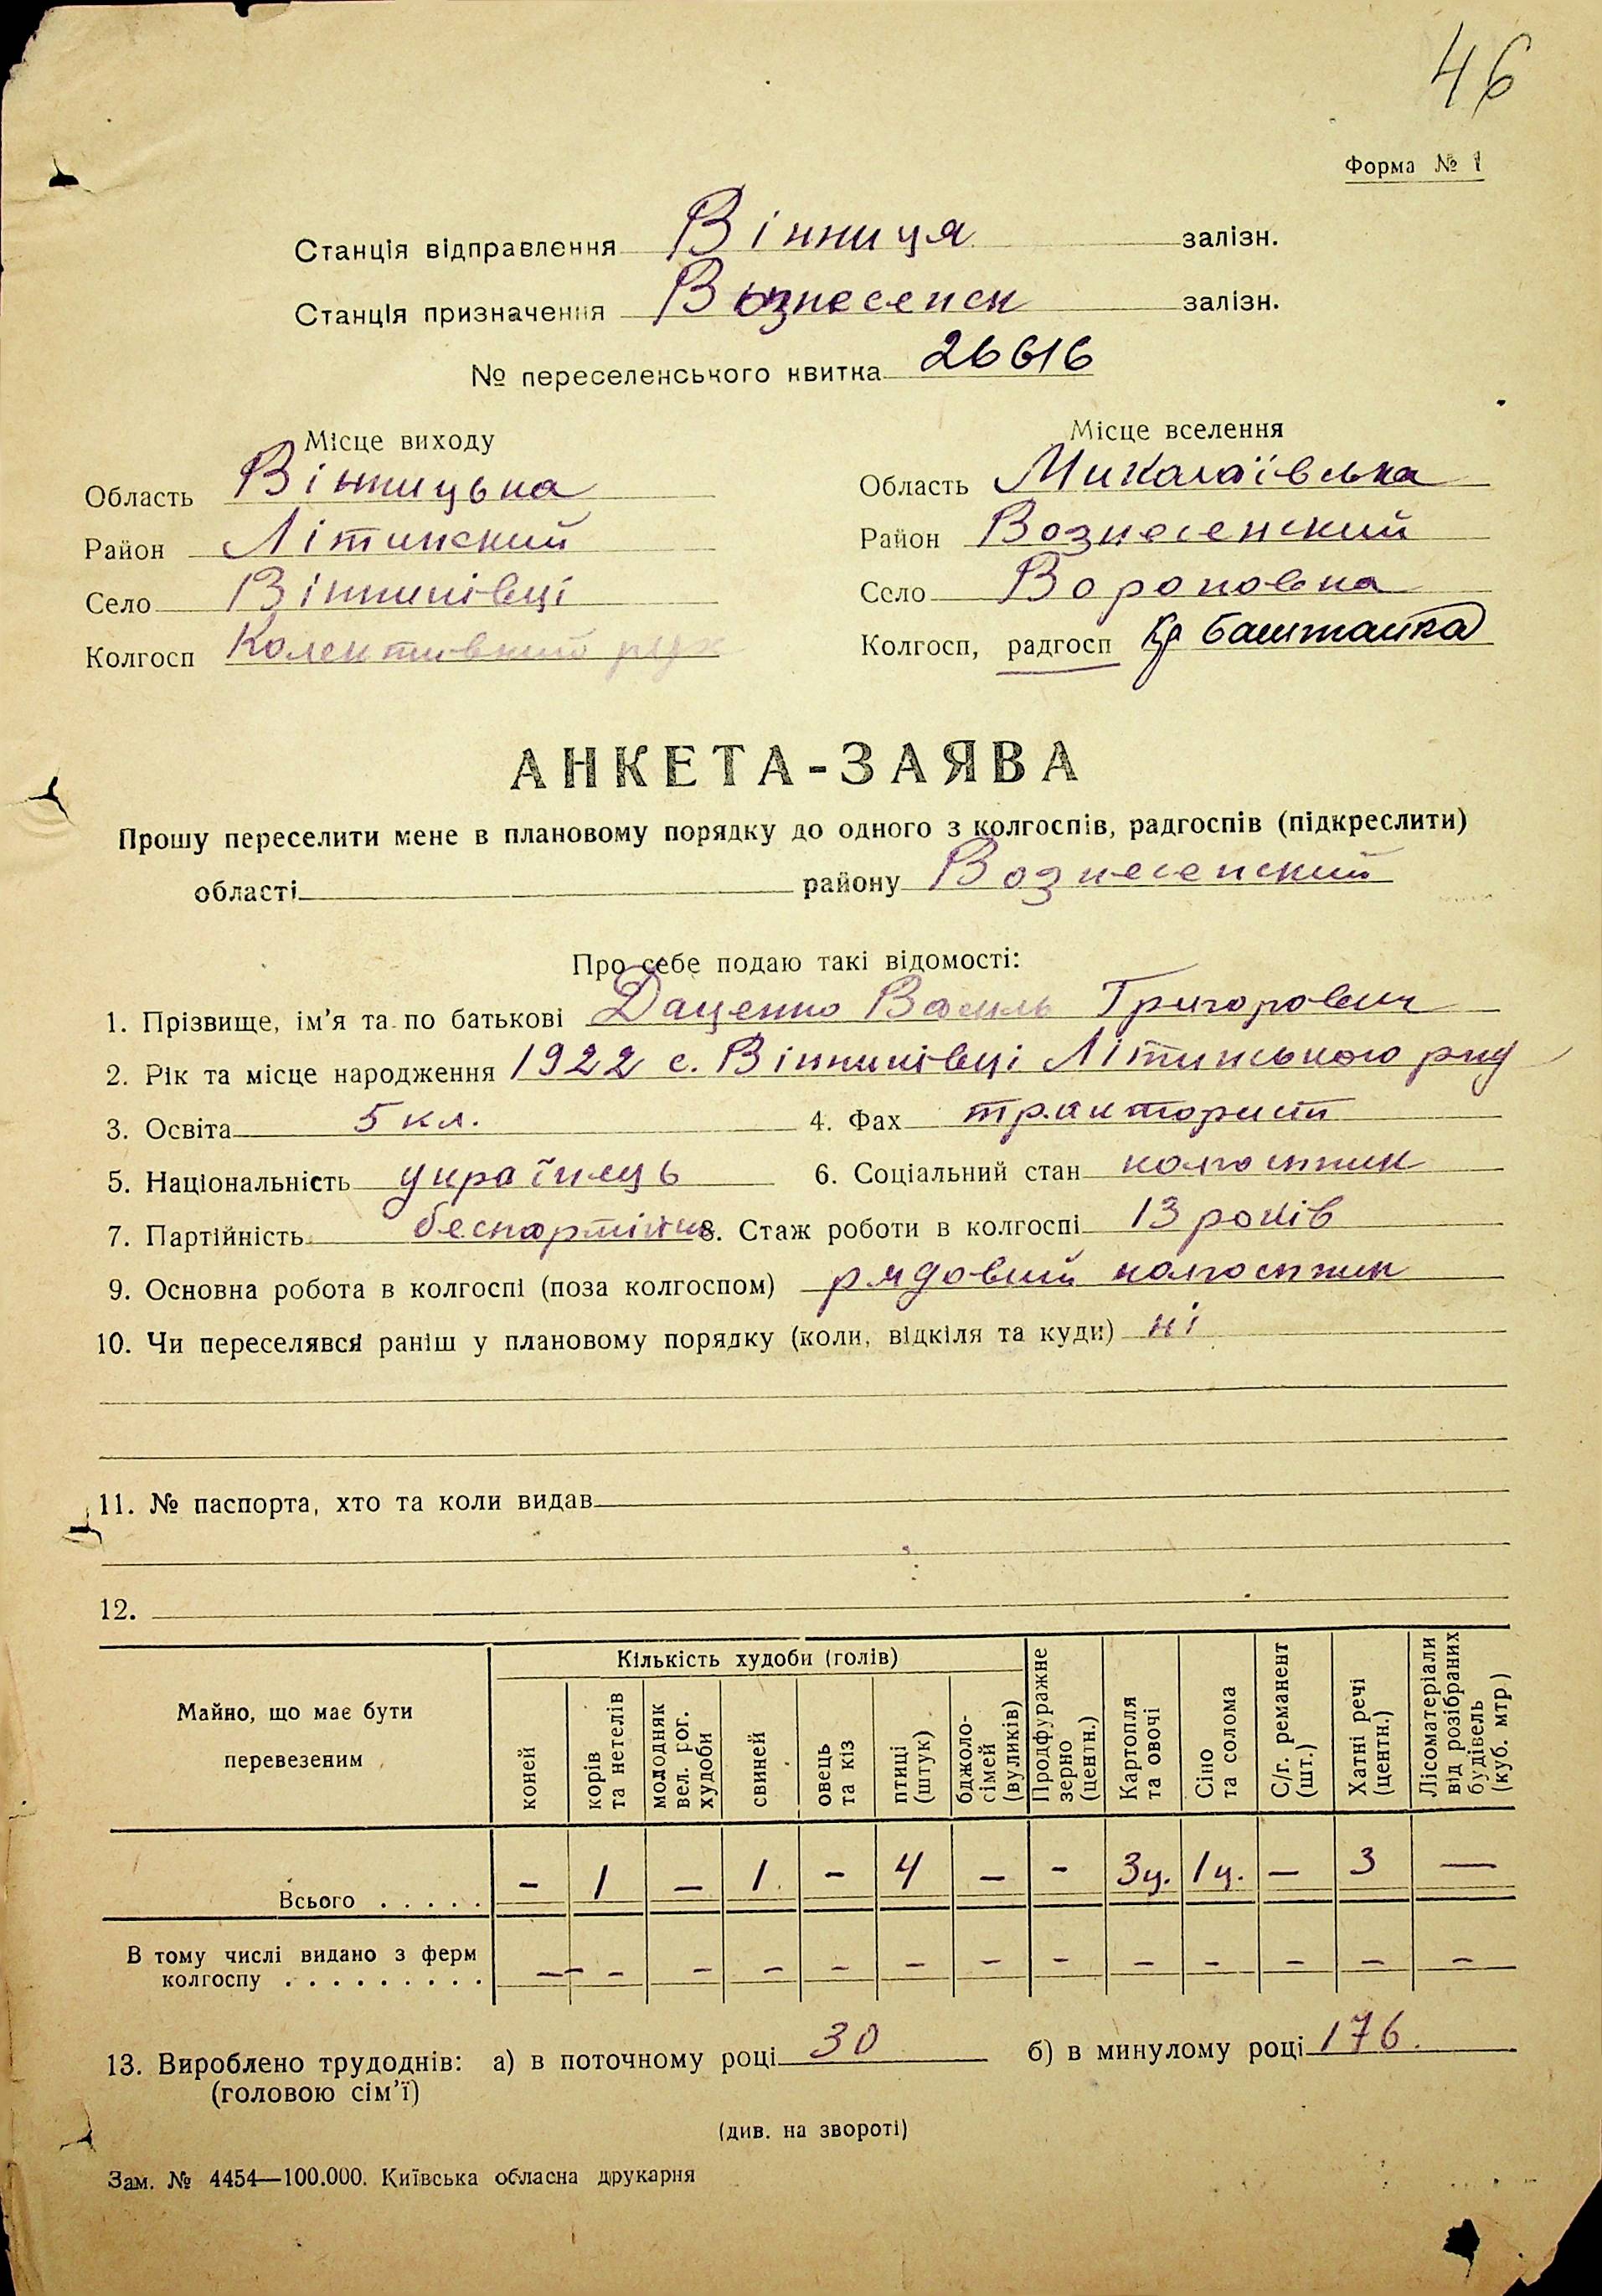 46
Форма № 1
Станція відправлення Вінниця залізн.
Станція призначення Вознесенск залізн.
№ переселенського квитка 26616
Місце виходу
Область Вінницька
Район Літинский
Село Вінниківці
Колгосп
Місце вселення
Область Миколаївська
Район Вознесенский
Село Вороновка
Колгосп, радгосп баштанка
АНКЕТА-ЗАЯВА
Прошу переселити мене в плановому порядку до одного з колгоспів, радгоспів (підкреслити)
області району Вознесенский
Про себе подаю такі відомості:
1. Прізвище, ім'я та по батькові Даценко Василь Григорович
2. Рік та місце народження 1922 с. Вінниківці Літинського р-ну
3. Освіта 5 кл. 4. Фах тракторист
5. Національність українець 6. Соціальний стан колгоспник
7. Партійність 8. Стаж роботи в колгоспі 13 років
9. Основна робота в колгоспі (поза колгоспом) рядовий колгоспник
10. Чи переселявся раніш у плановому порядку (коли, відкіля та куди) ні
11. № паспорта, хто та коли видав
12.
Майно, що має бути перевезеним
Кількість худоби (голів)
коней
корів та нетелів
молодняк вел. рог. худоби
свиней
овець та кіз
птиці (штук)
бджоло-сімей (вуликів)
Продфуражне зерно (центн.)
Картопля та овочі
Сіно та солома
С/г. реманент (шт.)
Хатні речі (центн.)
Лісоматеріали від розібраних будівель (куб. мтр)
Всього . . . . . – 1 – 1 – 4 – – 3ц. 1ц. – 3 —
В тому числі видано з ферм
колгоспу . . . . . . . . . — – – – – – – – – – – – – –
13. Вироблено трудоднів: а) в поточному році 30 б) в минулому році 176.
(головою сім'ї)
(див. на звороті)
Зам. № 4454—100.000. Київська обласна друкарня